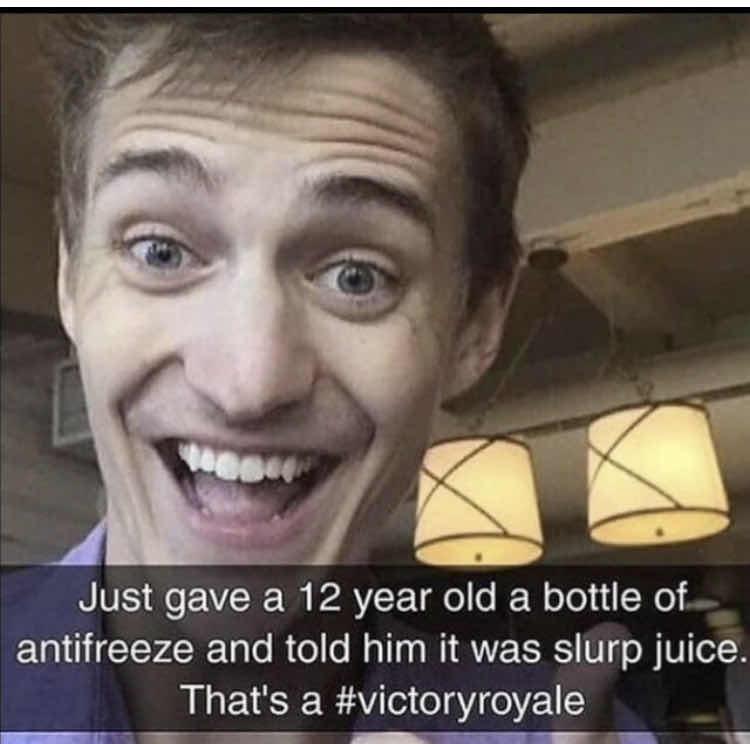 Just gave a 12 year old a bottle of
antifreeze and told him it was slurp juice.
That's a #victoryroyale